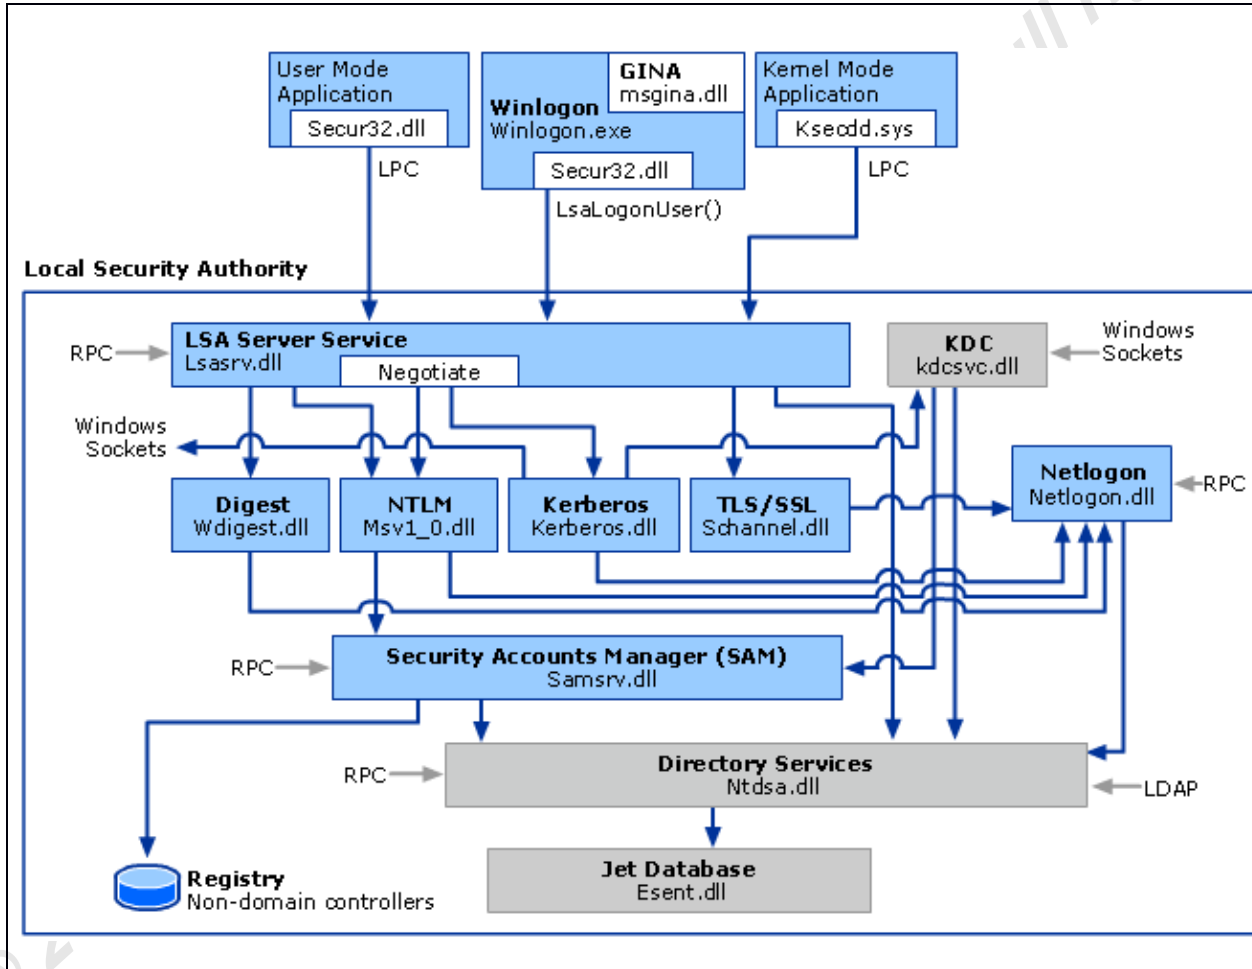 User Mode
Application
Secur32.dll
LPC
GINA
msgina.dll
Winlogon
Winlogon.exe
Secur32.dll
LsaLogonUser()
Kernel Mode
Application
Ksecdd.sys
LPC
Local Security Authority
RPC
LSA Server Service
Lsasrv.dll
Negotiate
KDC
kdcsvc.dll
Windows
Sockets
Windows
Sockets
Digest
Wdigest.dll
NTLM
Msv1_0.dll
Kerberos
Kerberos.dll
TLS/SSL
Schannel.dll
Netlogon
Netlogon.dll
RPC
RPC
Security Accounts Manager (SAM)
Samsrv.dll
RPC
Directory Services
Ntdsa.dll
LDAP
Jet Database
Esent.dll
Registry
Non-domain controllers